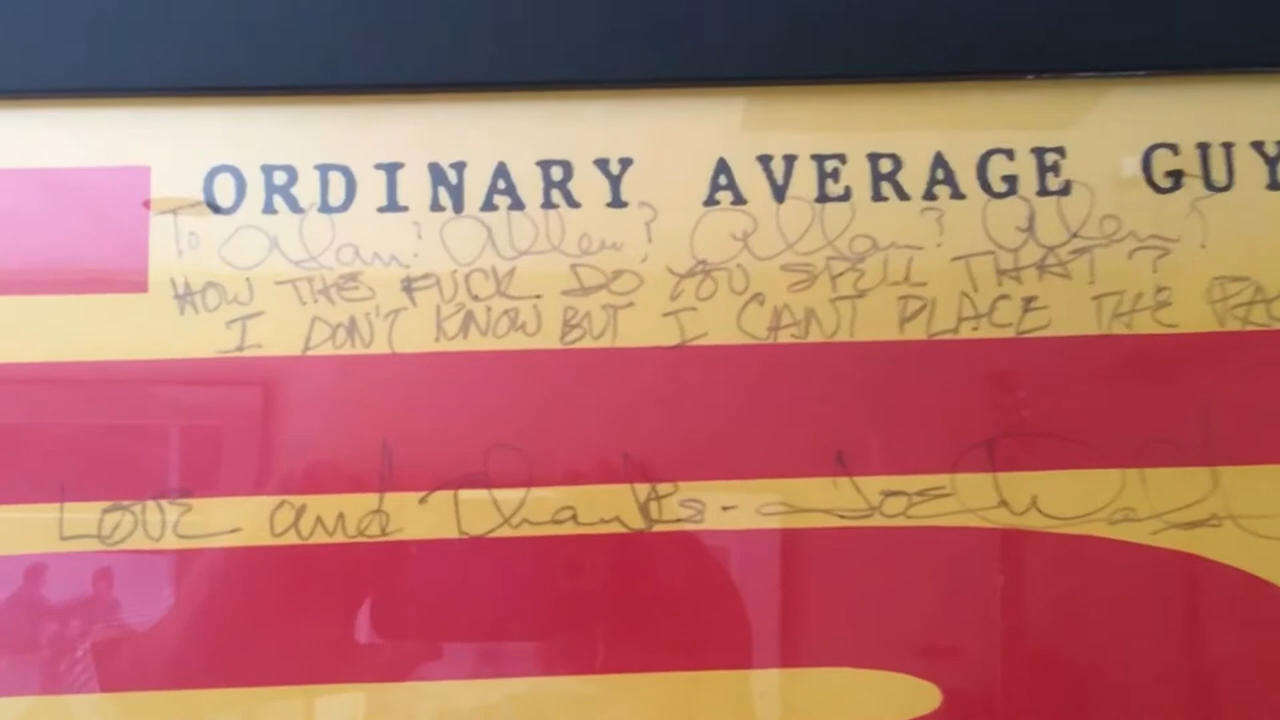 ORDINARY AVERAGE GUY
To Alan? Allen? Allan? Alen?
HOW THE FUCK DO YOU SPELL THAT?
I DON'T KNOW BUT I CANT PLACE THE
LOVE and Thanks- JOE Walsh